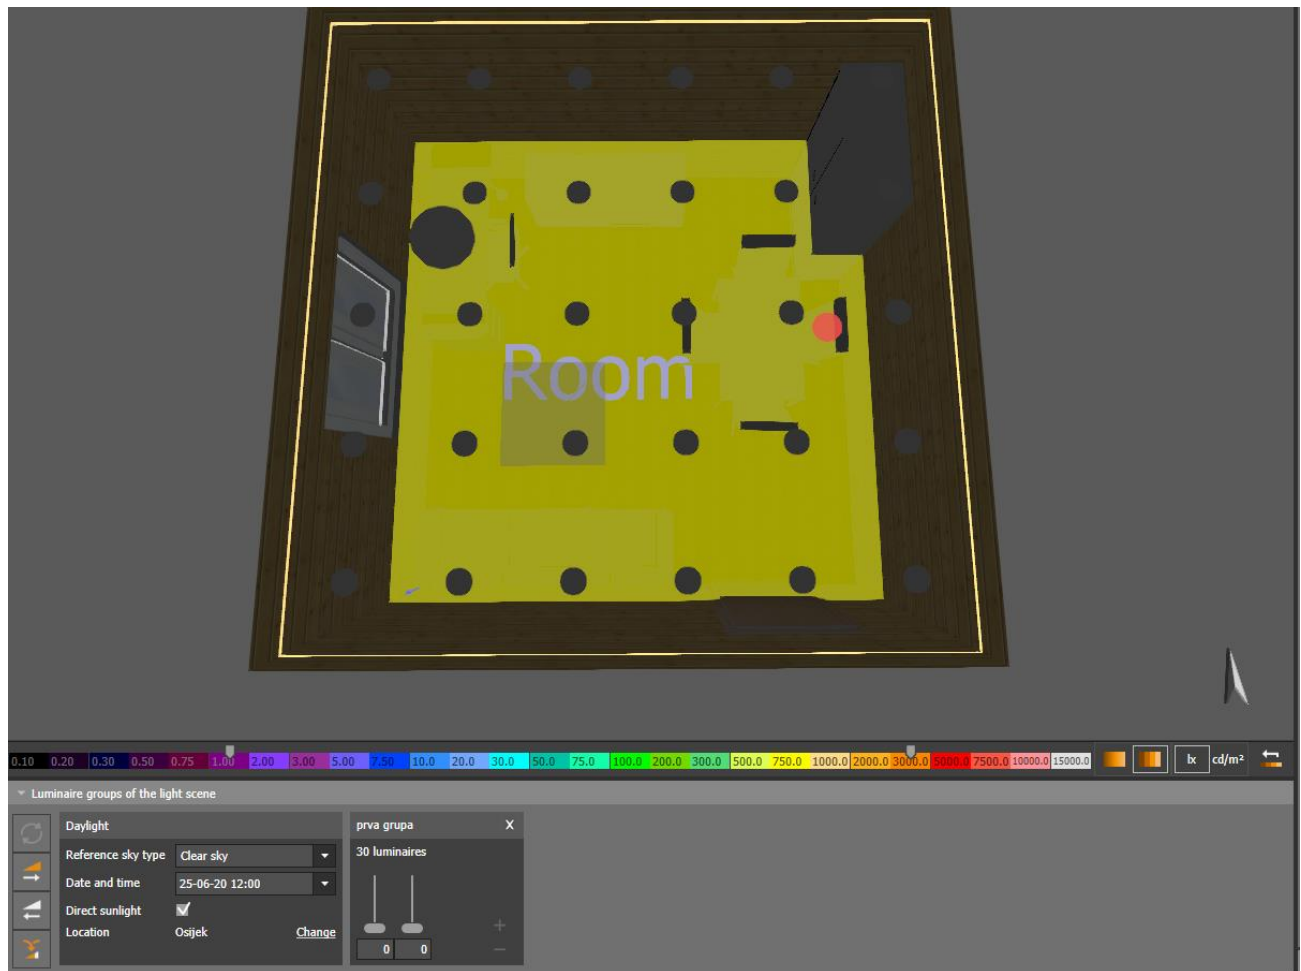 Room
0.10 0.20 0.30 0.50 0.75 1.00 2.00 3.00 5.00 7.50 10.0 20.0 30.0 50.0 75.0 100.0 200.0 300.0 500.0 750.0 1000.0 2000.0 3000.0 5000.0 7500.0 10000.0 15000.0 lx cd/m²
Luminaire groups of the light scene
Daylight
Reference sky type Clear sky
Date and time 25-06-20 12:00
Direct sunlight
Location Osijek Change
prva grupa X
30 luminaires
+
0 0 –